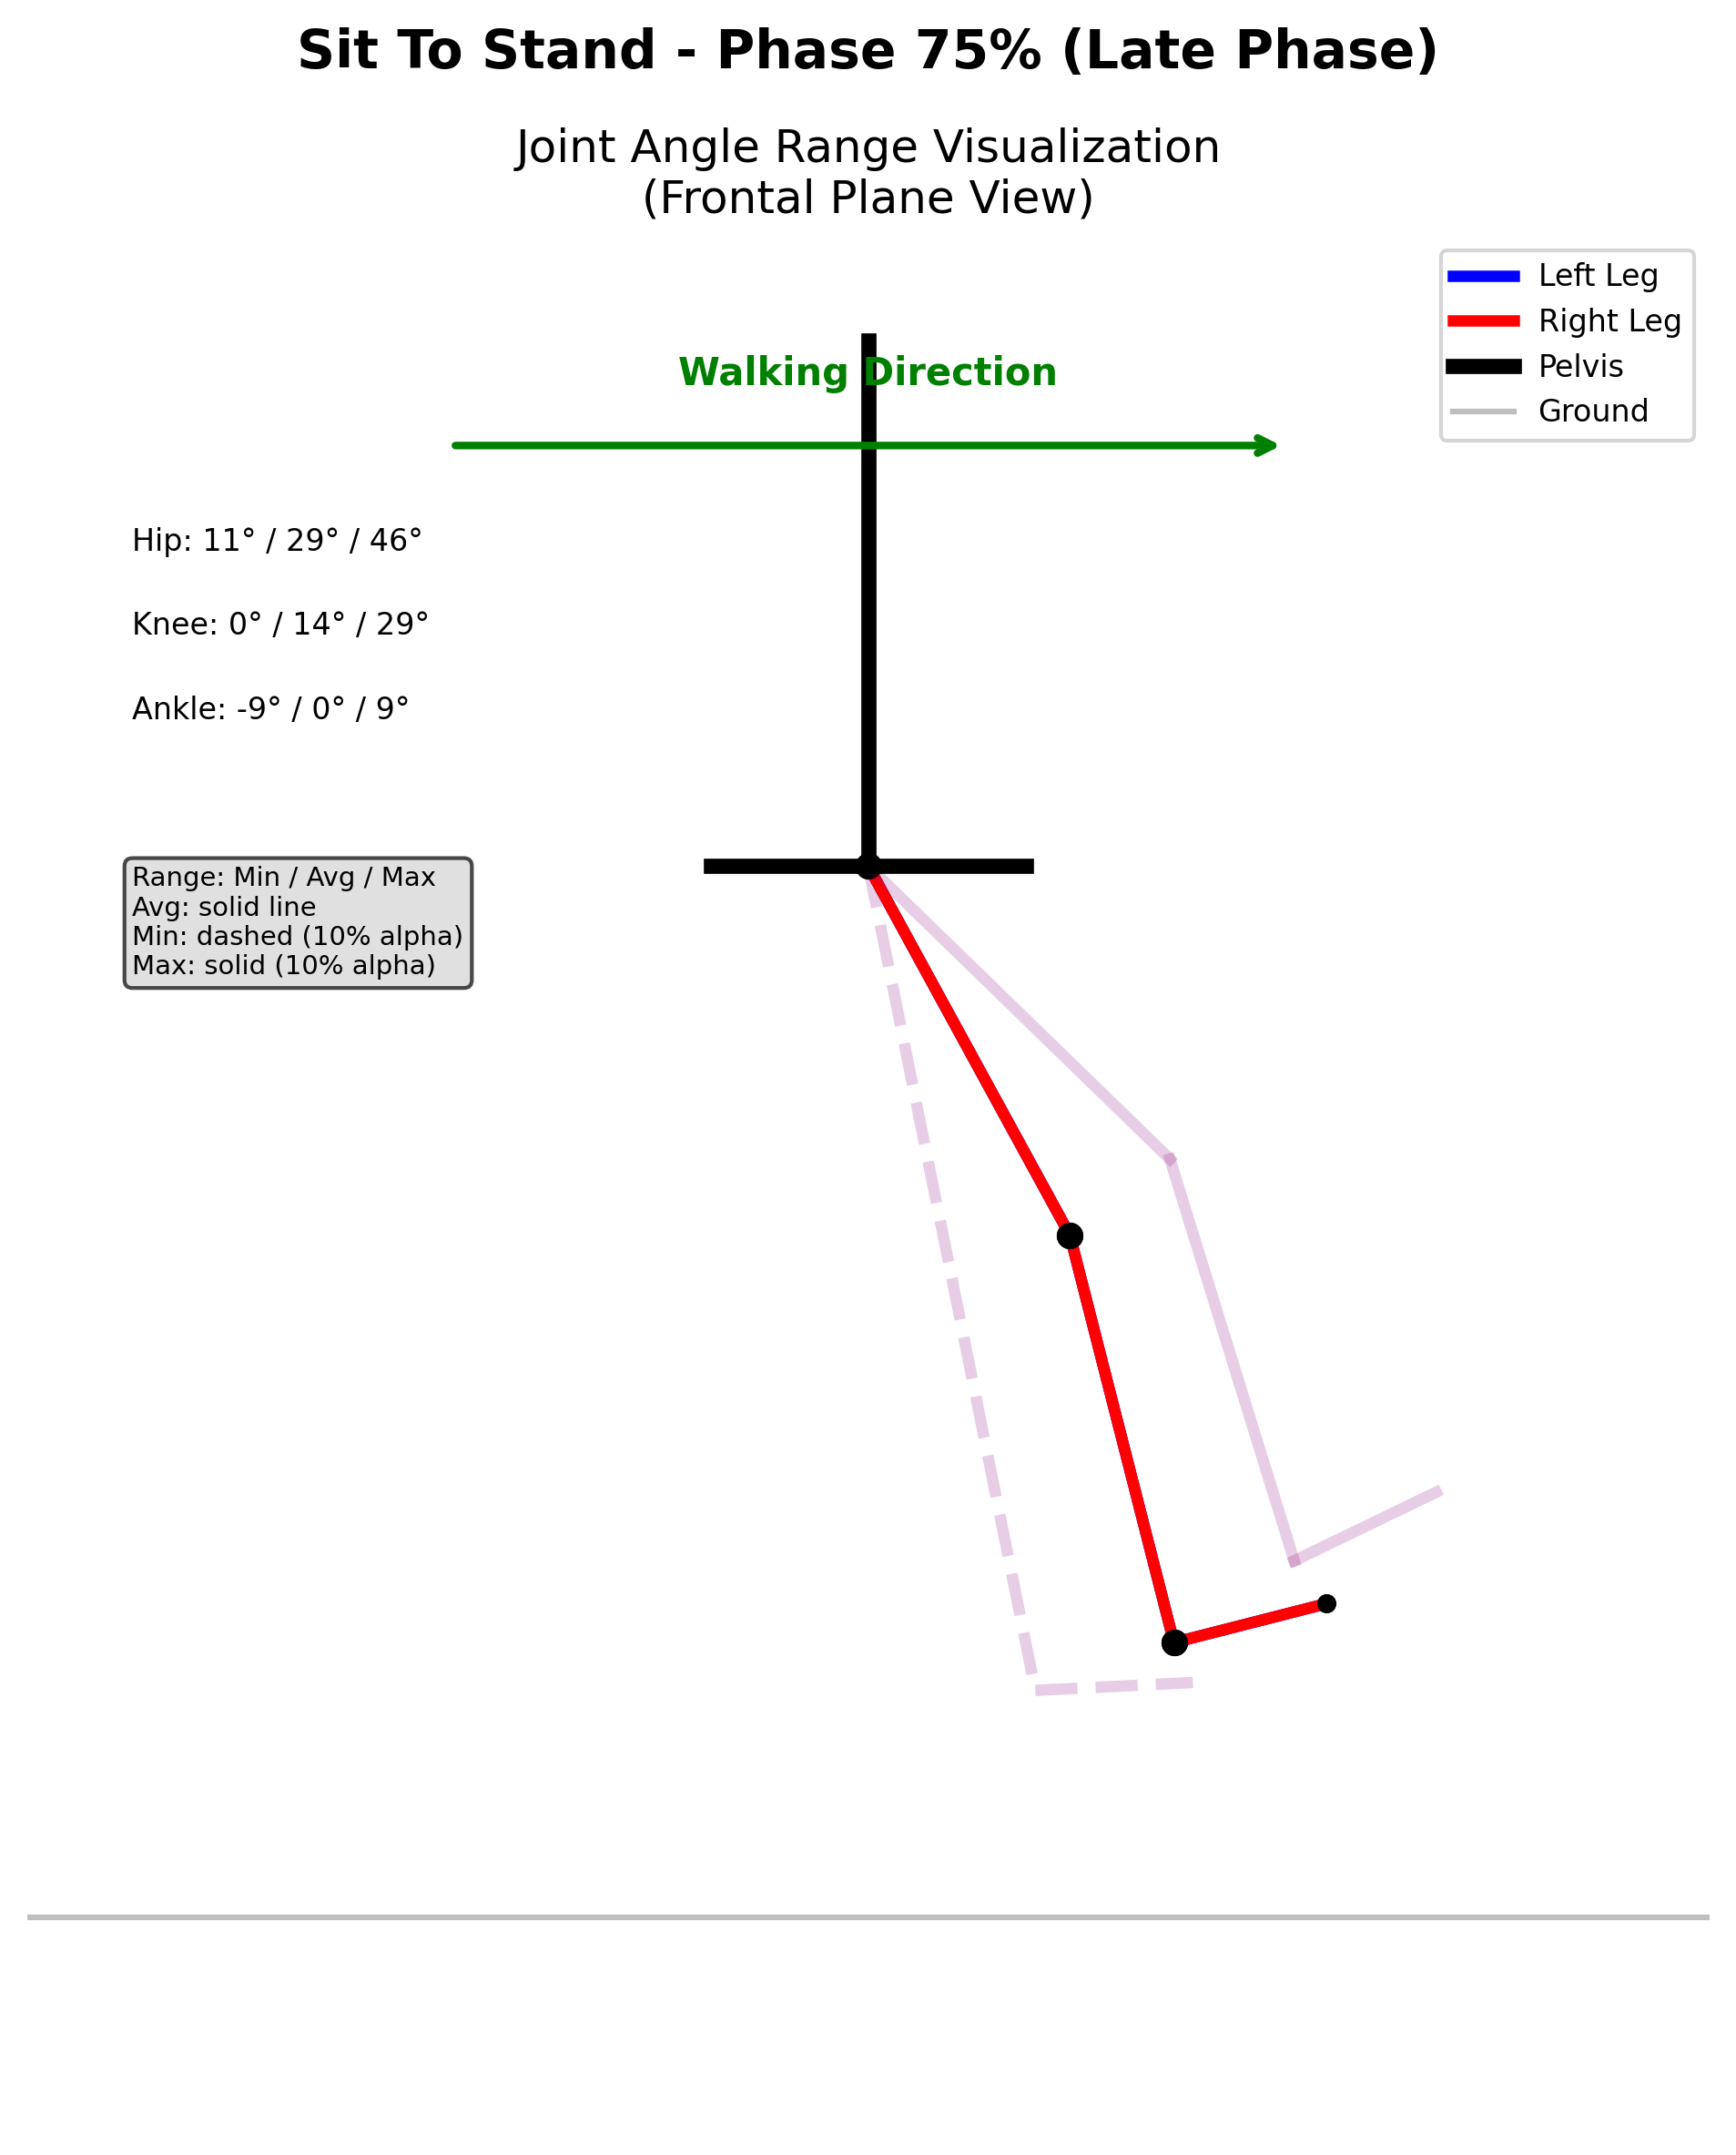 Sit To Stand - Phase 75% (Late Phase)
Joint Angle Range Visualization
(Frontal Plane View)
Left Leg
Right Leg
Pelvis
Ground
Walking Direction
Hip: 11° / 29° / 46°
Knee: 0° / 14° / 29°
Ankle: -9° / 0° / 9°
Range: Min / Avg / Max
Avg: solid line
Min: dashed (10% alpha)
Max: solid (10% alpha)